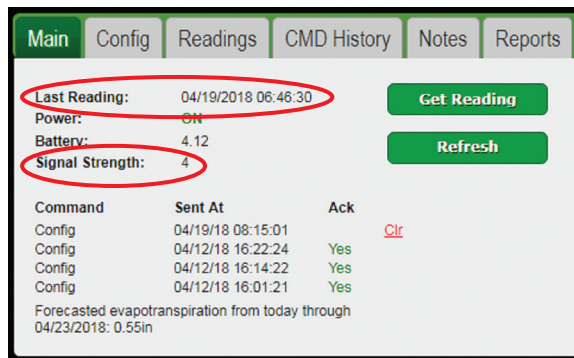 Main Config Readings CMD History Notes Reports
Last Reading: 04/19/2018 06:46:30 Get Reading
Power: ON
Battery: 4.12 Refresh
Signal Strength: 4
Command Sent At Ack
Config 04/19/18 08:15:01 Clr
Config 04/12/18 16:22:24 Yes
Config 04/12/18 16:14:22 Yes
Config 04/12/18 16:01:21 Yes
Forecasted evapotranspiration from today through
04/23/2018: 0.55in